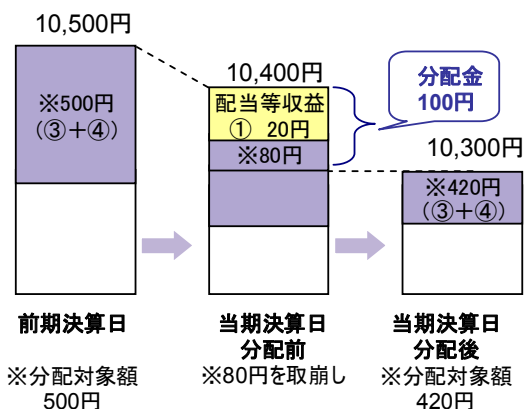 10,500円
※500円
(③+④)
10,400円
配当等収益
① 20円
※80円
分配金
100円
10,300円
※420円
(③+④)
前期決算日
※分配対象額
500円
当期決算日
分配前
※80円を取崩し
当期決算日
分配後
※分配対象額
420円